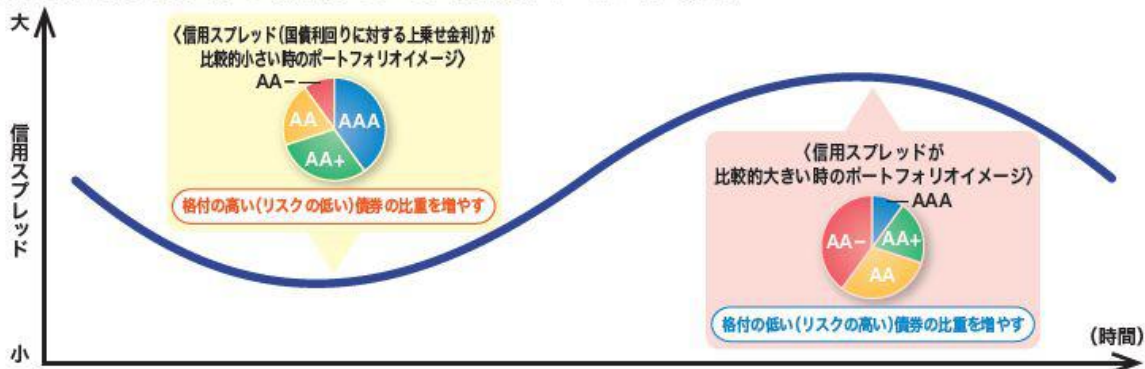 大
信用スプレッド
小
〈信用スプレッド(国債利回りに対する上乗せ金利)が
比較的小さい時のポートフォリオイメージ〉
AA-
AAA
AA
AA+
格付の高い(リスクの低い)債券の比重を増やす
〈信用スプレッドが
比較的大きい時のポートフォリオイメージ〉
AAA
AA-
AA+
AA
格付の低い(リスクの高い)債券の比重を増やす
(時間)